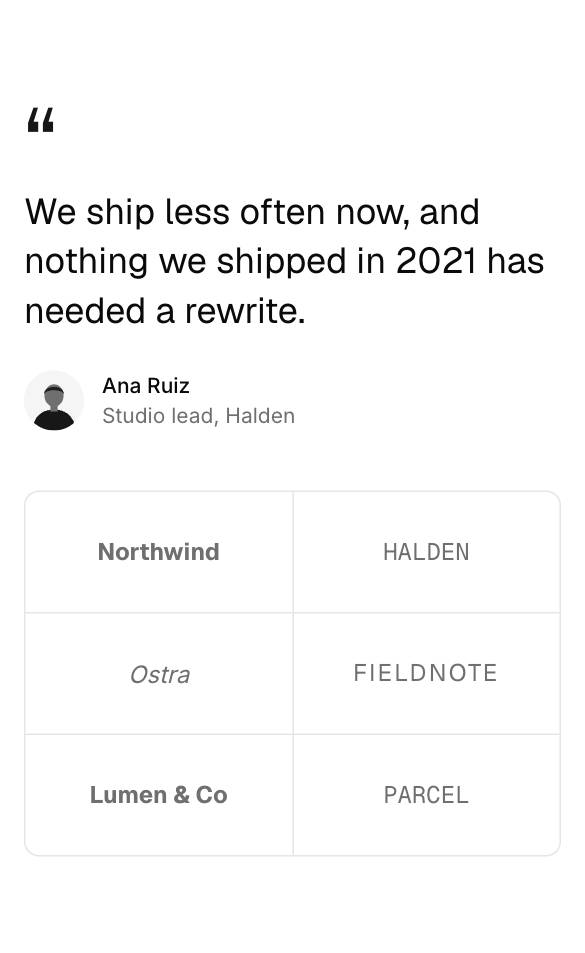 “
We ship less often now, and
nothing we shipped in 2021 has
needed a rewrite.
Ana Ruiz
Studio lead, Halden
Northwind
HALDEN
Ostra
FIELDNOTE
Lumen & Co
PARCEL